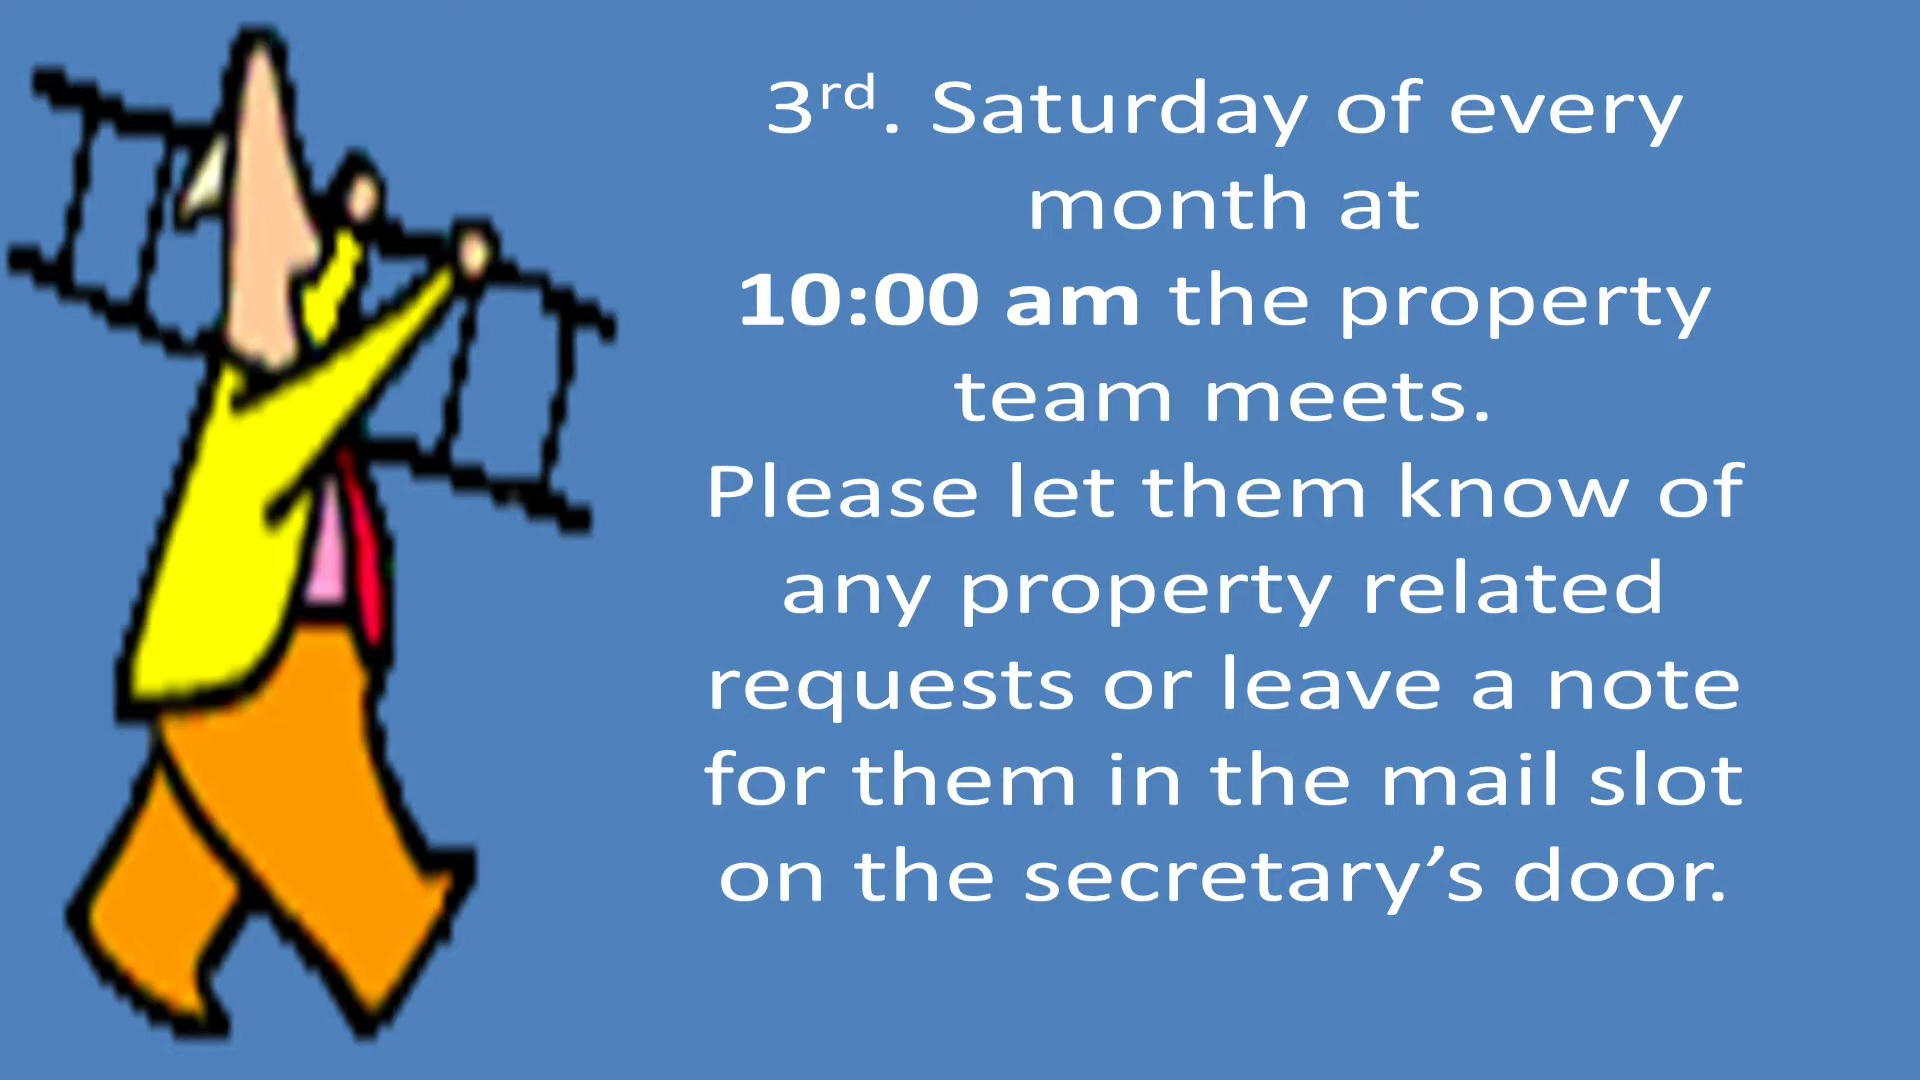 3rd. Saturday of every
month at
10:00 am the property
team meets.
Please let them know of
any property related
requests or leave a note
for them in the mail slot
on the secretary’s door.